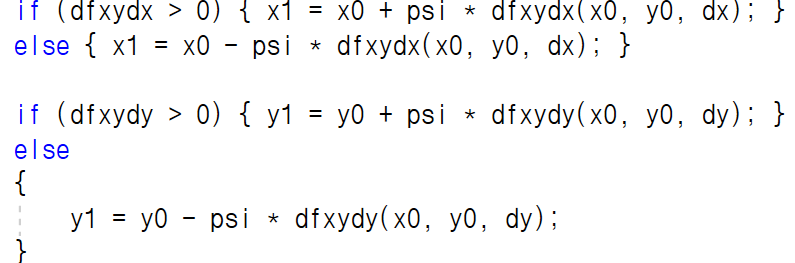 if (dfxydx > 0) { x1 = x0 + psi * dfxydx(x0, y0, dx); }
else { x1 = x0 - psi * dfxydx(x0, y0, dx); }
if (dfxydy > 0) { y1 = y0 + psi * dfxydy(x0, y0, dy); }
else
{
y1 = y0 - psi * dfxydy(x0, y0, dy);
}